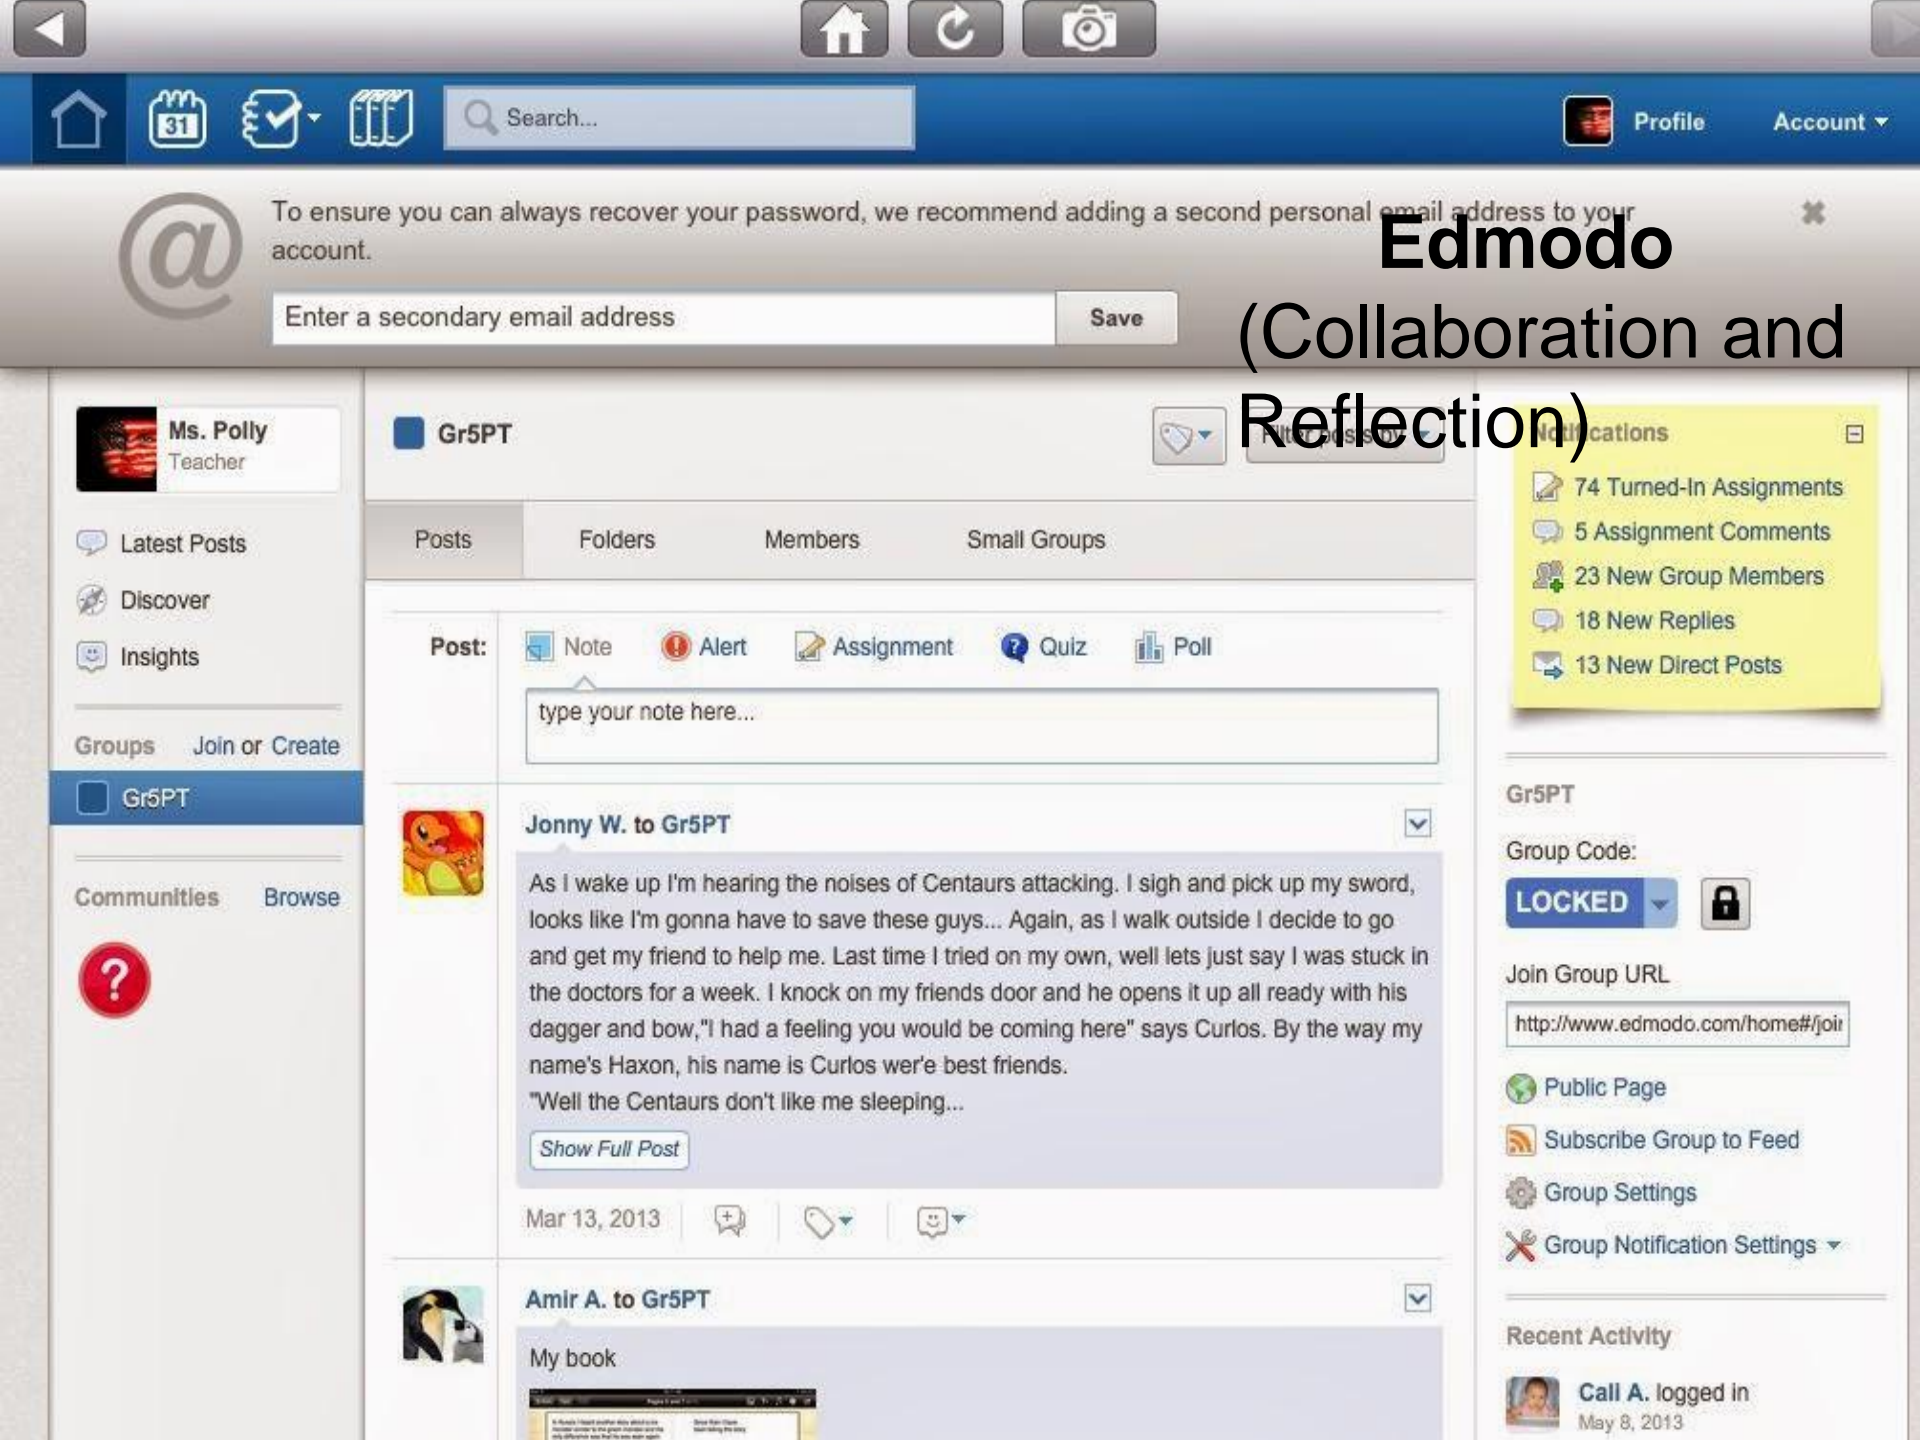 31
Search...
Profile
Account
To ensure you can always recover your password, we recommend adding a second personal email address to your
account.
@
Enter a secondary email address
Save
Edmodo
(Collaboration and
Reflection)
Ms. Polly
Teacher
Latest Posts
Discover
Insights
Groups Join or Create
Gr5PT
Communities Browse
?
Gr5PT
Filter posts by
Posts Folders Members Small Groups
Post: Note Alert Assignment Quiz Poll
type your note here...
Jonny W. to Gr5PT
As I wake up I'm hearing the noises of Centaurs attacking. I sigh and pick up my sword,
looks like I'm gonna have to save these guys... Again, as I walk outside I decide to go
and get my friend to help me. Last time I tried on my own, well lets just say I was stuck in
the doctors for a week. I knock on my friends door and he opens it up all ready with his
dagger and bow,"I had a feeling you would be coming here" says Curlos. By the way my
name's Haxon, his name is Curlos wer'e best friends.
"Well the Centaurs don't like me sleeping...
Show Full Post
Mar 13, 2013
Amir A. to Gr5PT
My book
Notifications
74 Turned-In Assignments
5 Assignment Comments
23 New Group Members
18 New Replies
13 New Direct Posts
Gr5PT
Group Code:
LOCKED
Join Group URL
http://www.edmodo.com/home#/joir
Public Page
Subscribe Group to Feed
Group Settings
Group Notification Settings
Recent Activity
Call A. logged in
May 8, 2013